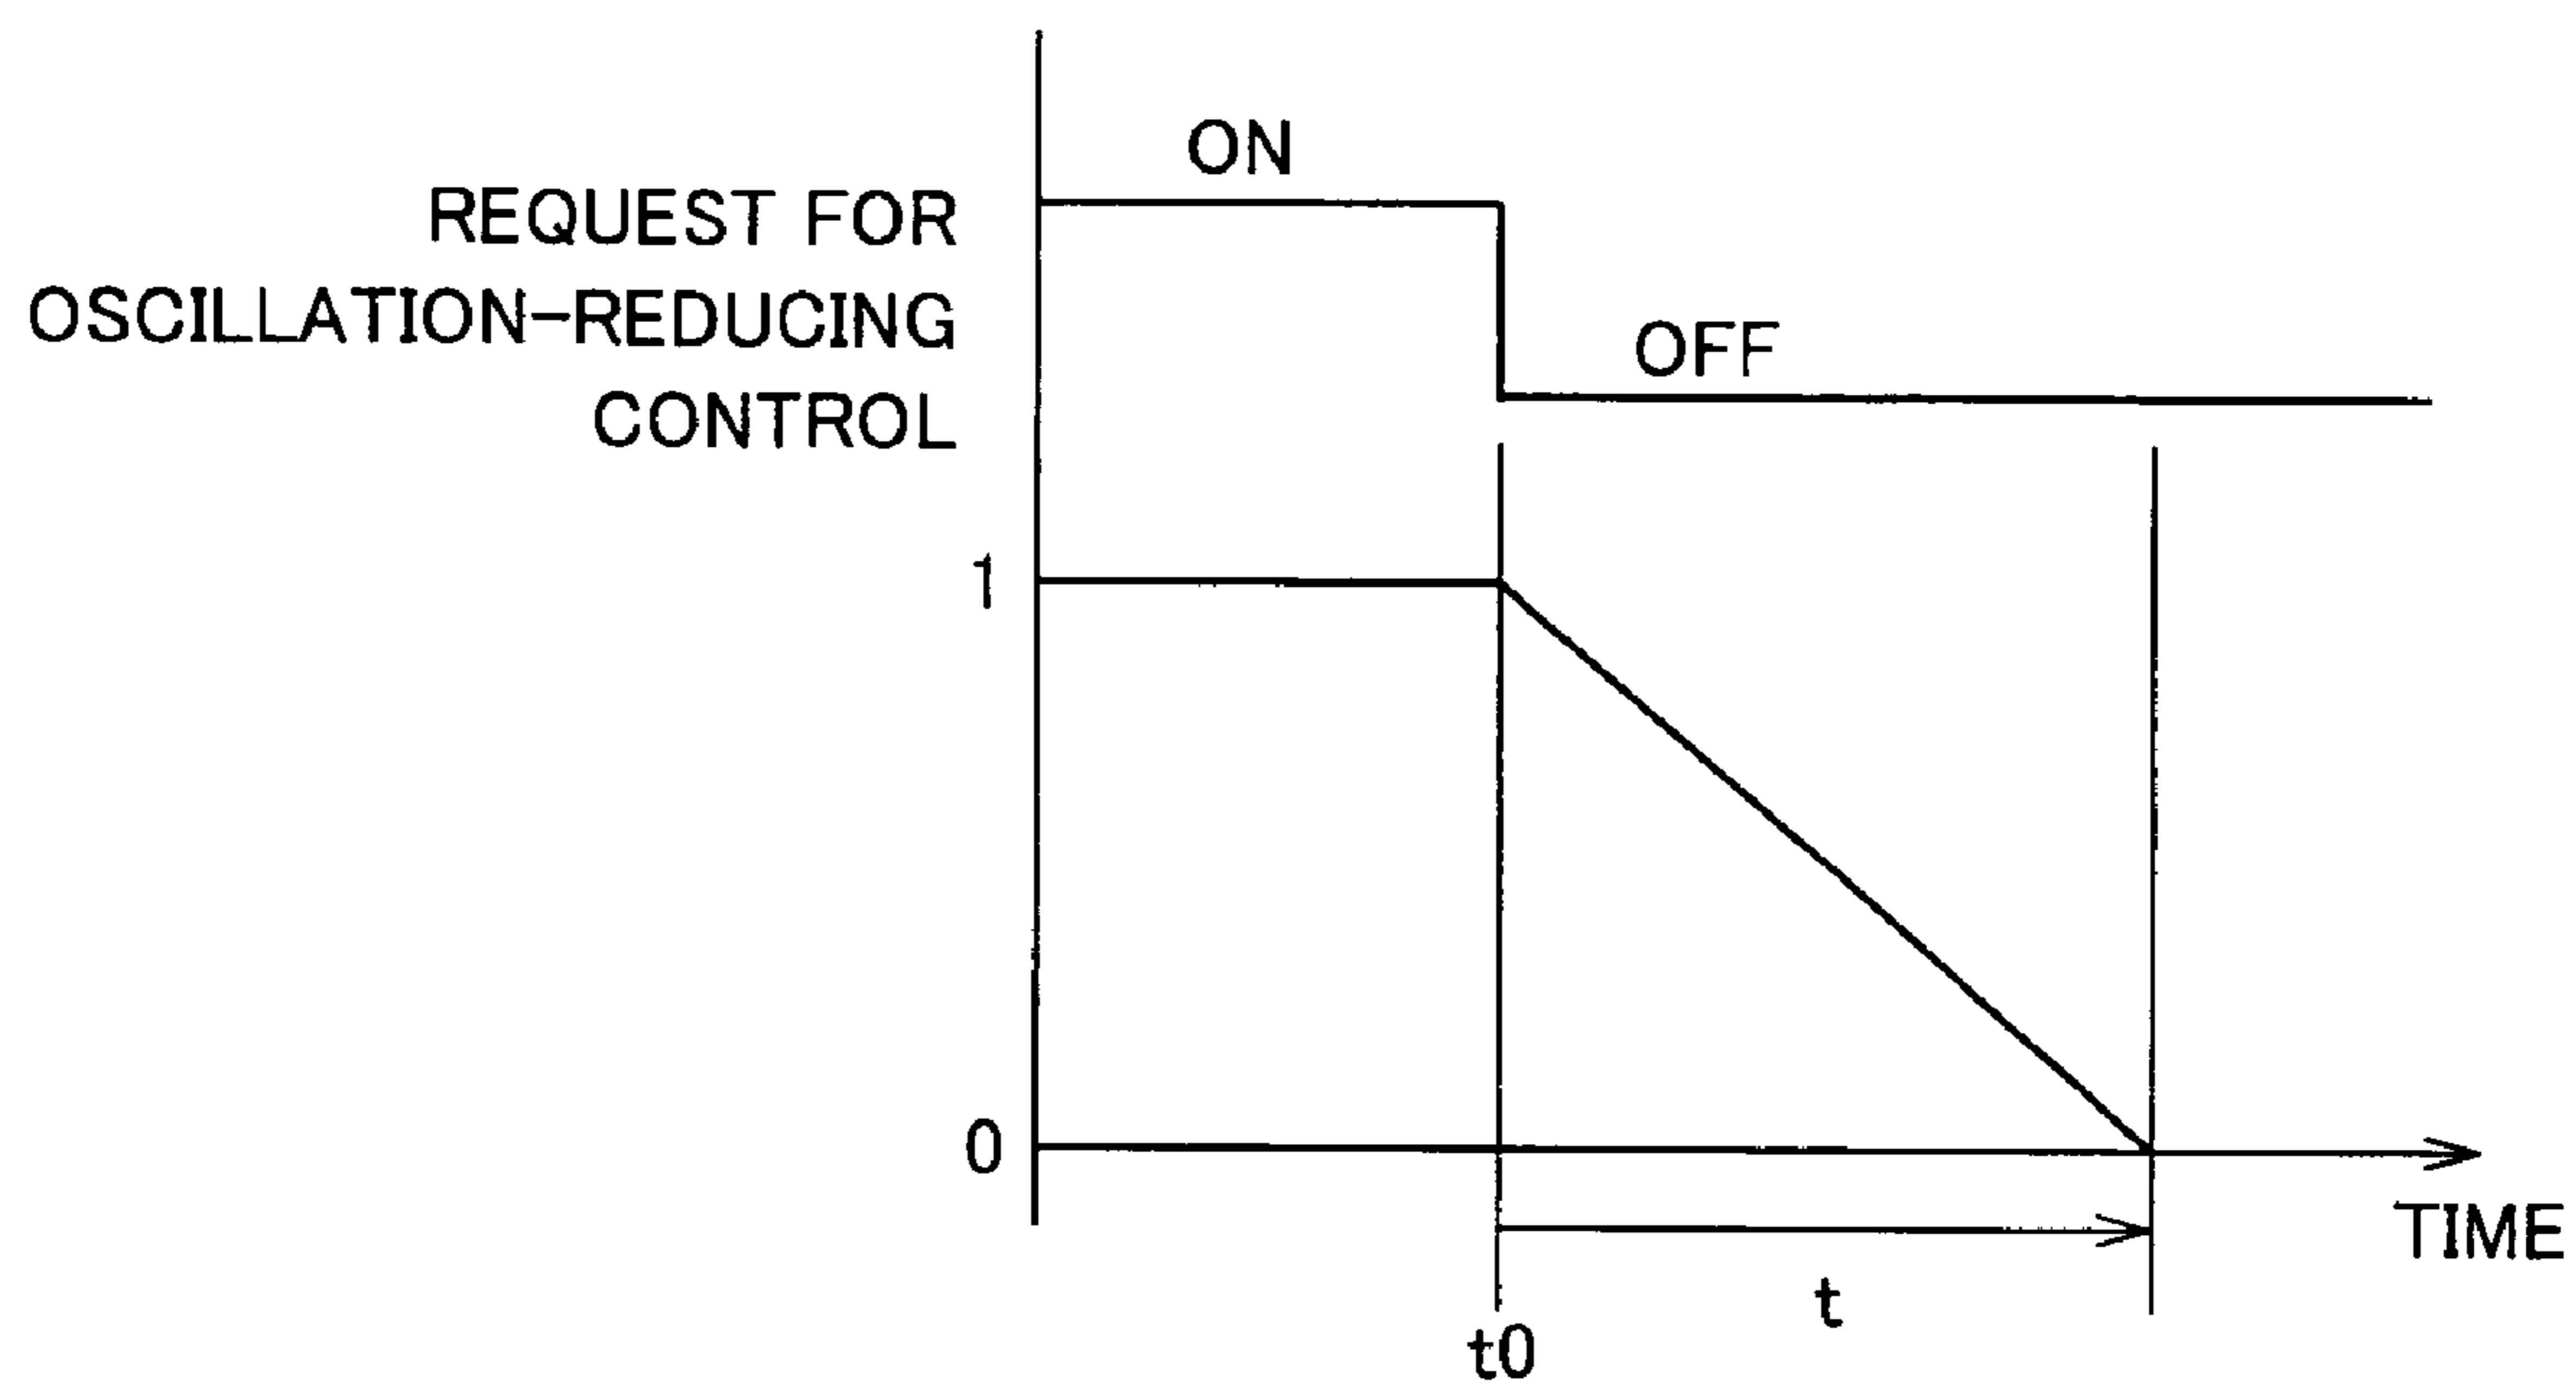 ON
REQUEST FOR
OSCILLATION-REDUCING
CONTROL
OFF
1
0
TIME
t
t0